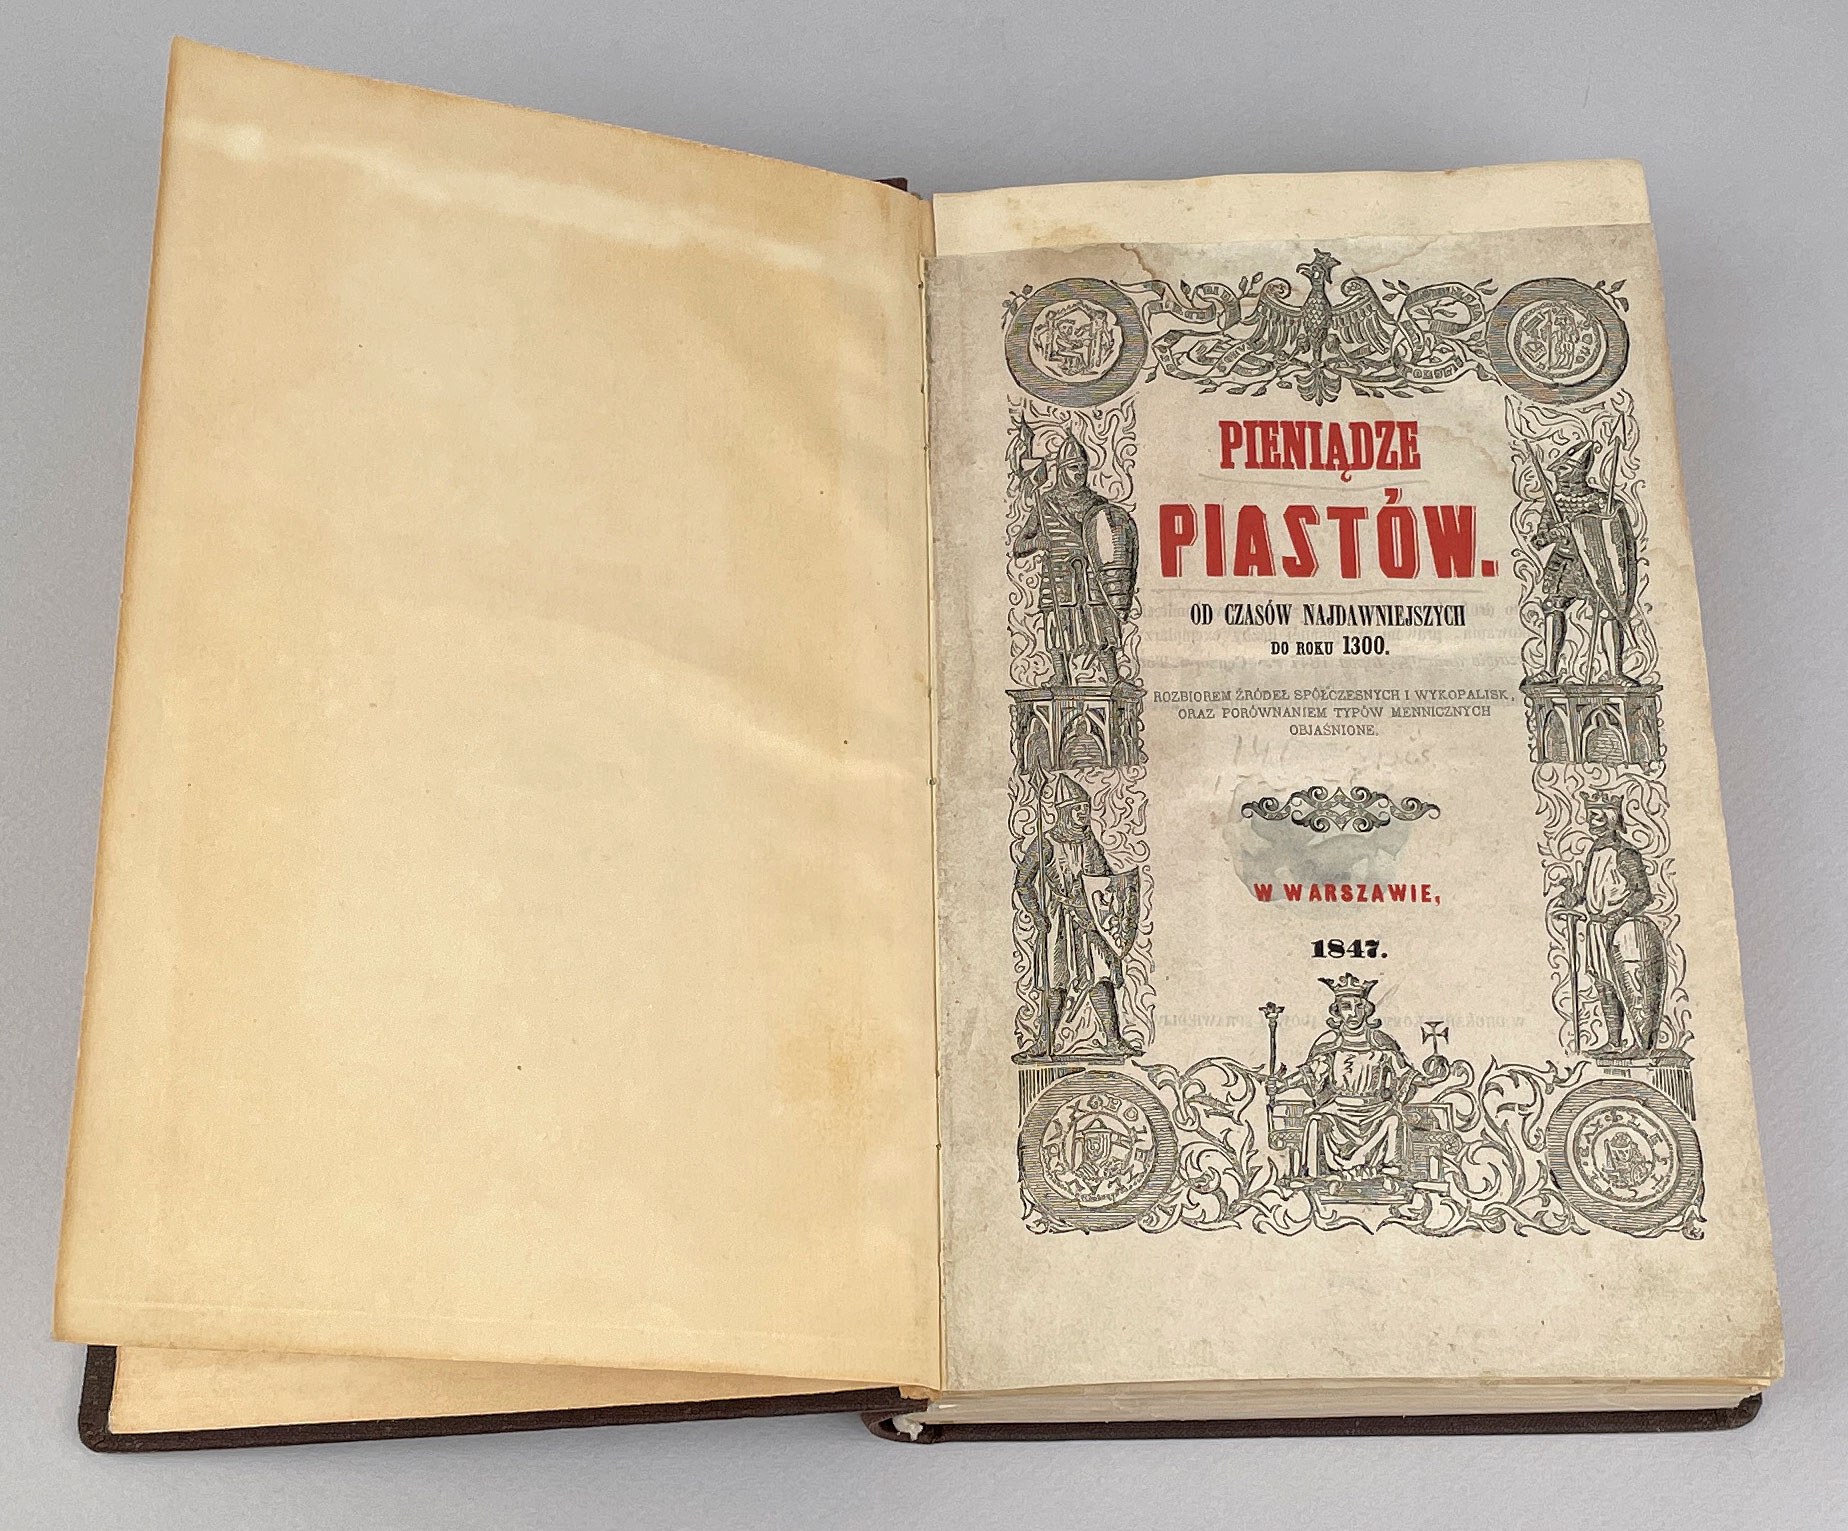 PIENIĄDZE
PIASTÓW.
OD CZASÓW NAJDAWNIEJSZYCH
DO ROKU 1300.
ROZBIOREM ŹRÓDEŁ SPÓŁCZESNYCH I WYKOPALISK,
ORAZ PORÓWNANIEM TYPÓW MENNICZNYCH
OBJAŚNIONE.
W WARSZAWIE,
1847.